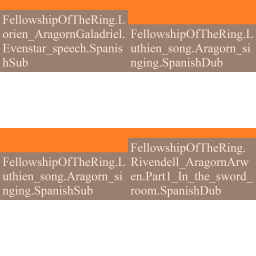 FellowshipOfTheRing.L
orien_AragornGaladriel.
Evenstar_speech.Spanis
hSub
FellowshipOfTheRing.L
uthien_song.Aragorn_si
nging.SpanishDub
FellowshipOfTheRing.L
uthien_song.Aragorn_si
nging.SpanishSub
FellowshipOfTheRing.
Rivendell_AragornArw
en.Part1_In_the_sword_
room.SpanishDub